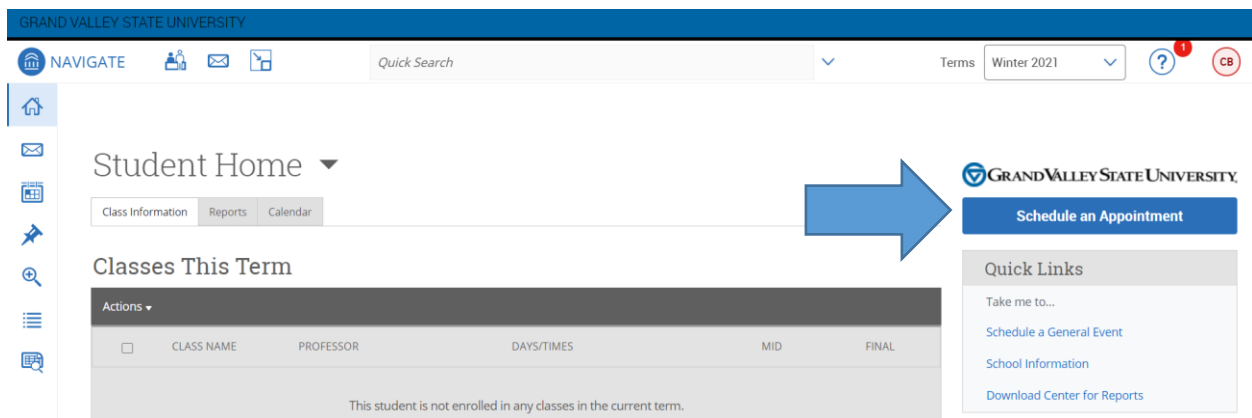 GRAND VALLEY STATE UNIVERSITY
NAVIGATE
Quick Search
Terms
Winter 2021
?
1
CB
Student Home
GRAND VALLEY STATE UNIVERSITY
Schedule an Appointment
Class Information Reports Calendar
Classes This Term
Actions
CLASS NAME PROFESSOR DAYS/TIMES MID FINAL
This student is not enrolled in any classes in the current term.
Quick Links
Take me to...
Schedule a General Event
School Information
Download Center for Reports